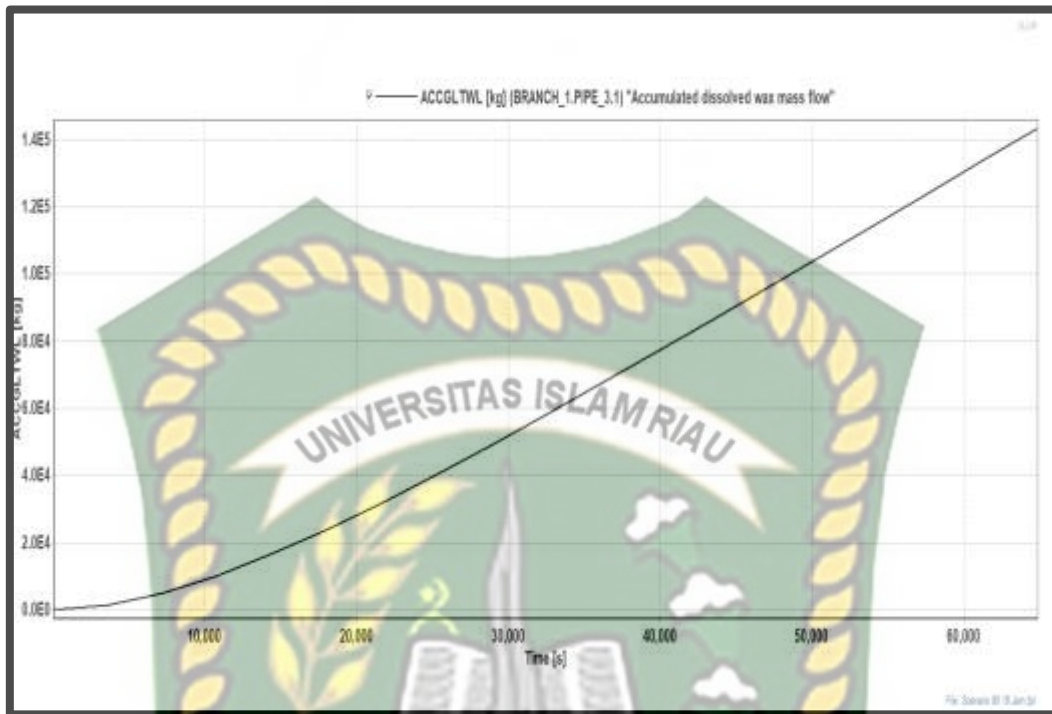 ACCGLTWL [kg] (BRANCH_1.PIPE_3.1) "Accumulated dissolved wax mass flow"
1.4E5
1.2E5
1.0E5
8.0E4
6.0E4
4.0E4
2.0E4
0.0E0
ACCGLTWL [kg]
UNIVERSITAS ISLAM RIAU
10,000 20,000 30,000 40,000 50,000 60,000
Time [s]